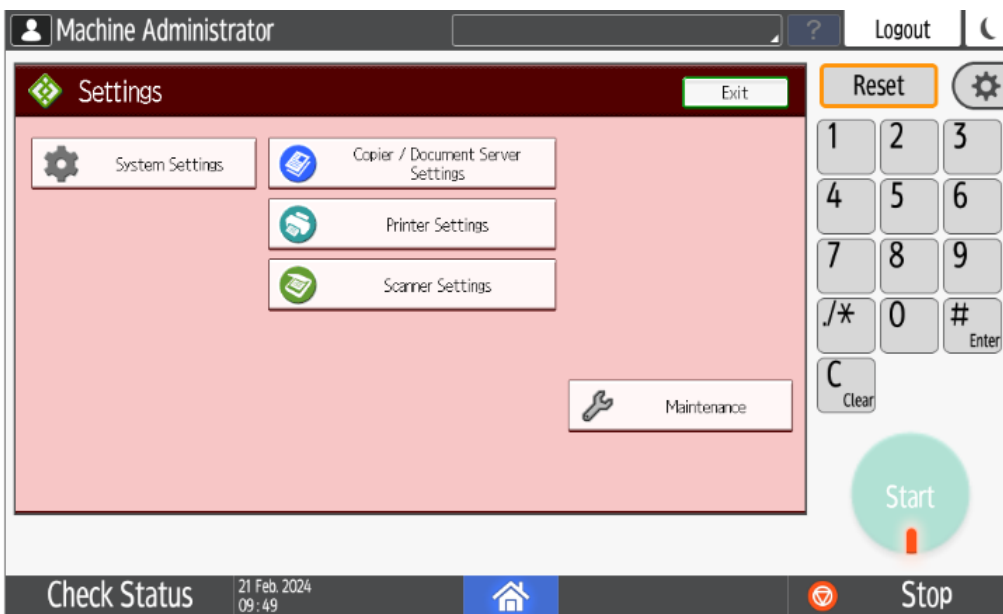 Machine Administrator
?
Logout
Settings
Exit
Reset
System Settings
Copier / Document Server
Settings
Printer Settings
Scanner Settings
Maintenance
1 2 3
4 5 6
7 8 9
./* 0 # Enter
C Clear
Start
Check Status
21 Feb. 2024
09:49
Stop